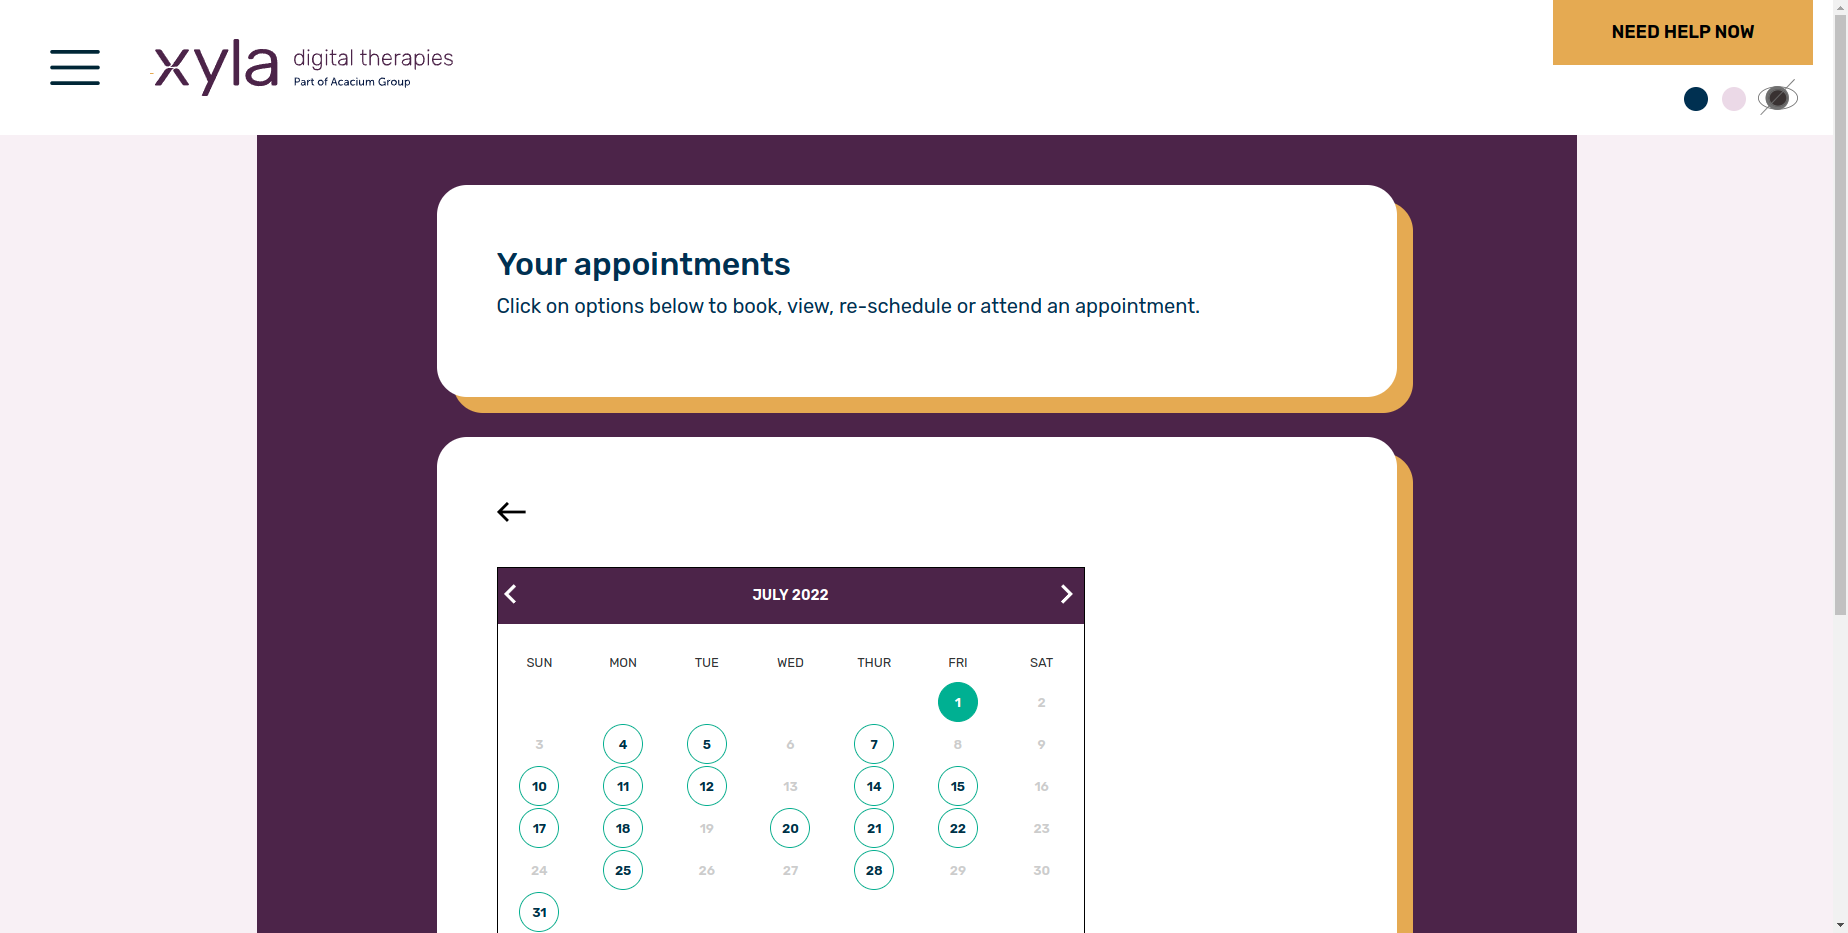 NEED HELP NOW
xyla digital therapies
Part of Acacium Group
Your appointments
Click on options below to book, view, re-schedule or attend an appointment.
JULY 2022
SUN MON TUE WED THUR FRI SAT
1 2
3 4 5 6 7 8 9
10 11 12 13 14 15 16
17 18 19 20 21 22 23
24 25 26 27 28 29 30
31